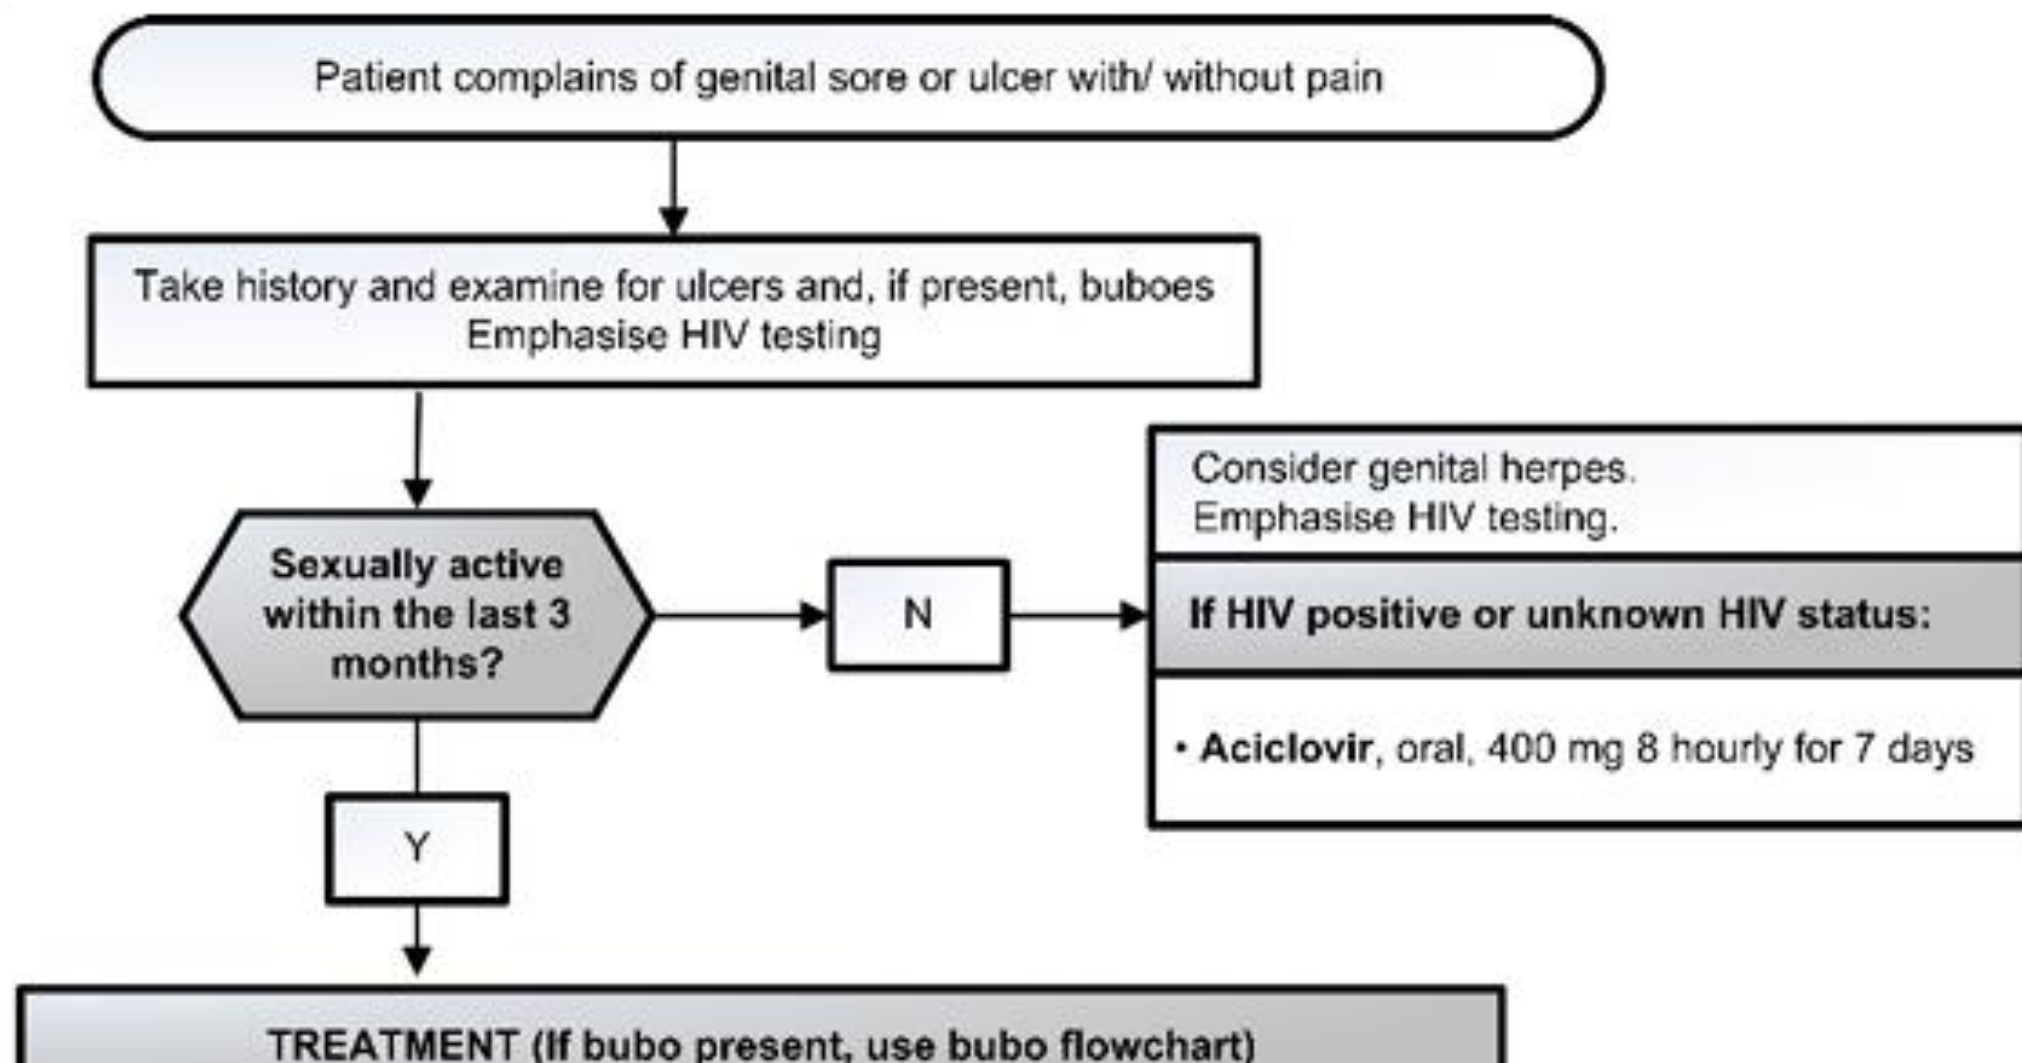 Patient complains of genital sore or ulcer with/ without pain
Take history and examine for ulcers and, if present, buboes
Emphasise HIV testing
Sexually active
within the last 3
months?
N
Consider genital herpes.
Emphasise HIV testing.
If HIV positive or unknown HIV status:
• Aciclovir, oral, 400 mg 8 hourly for 7 days
Y
TREATMENT (If bubo present, use bubo flowchart)